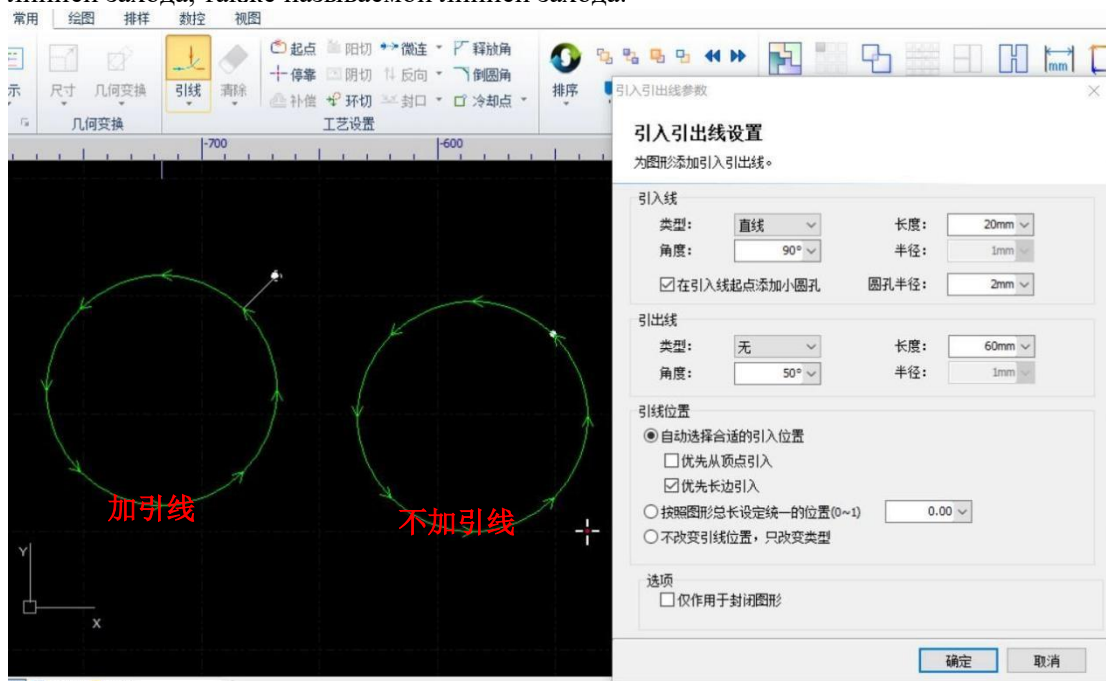 линией захода, также называемой линией захода.
常用 绘图 排样 数控 视图
起点 阳切 微连 释放角
停靠 阴切 反向 倒圆角
补偿 环切 封口 冷却点
示 尺寸 几何变换 引线 清除 排序 mm
几何变换 工艺设置
-700 -600
加引线
不加引线
Y
X
引入引出线参数
引入引出线设置
为图形添加引入引出线。
引入线
类型: 直线 长度: 20mm
角度: 90° 半径: 1mm
在引入线起点添加小圆孔 圆孔半径: 2mm
引出线
类型: 无 长度: 60mm
角度: 50° 半径: 1mm
引线位置
自动选择合适的引入位置
优先从顶点引入
优先长边引入
按照图形总长设定统一的位置(0~1) 0.00
不改变引线位置,只改变类型
选项
仅作用于封闭图形
确定 取消